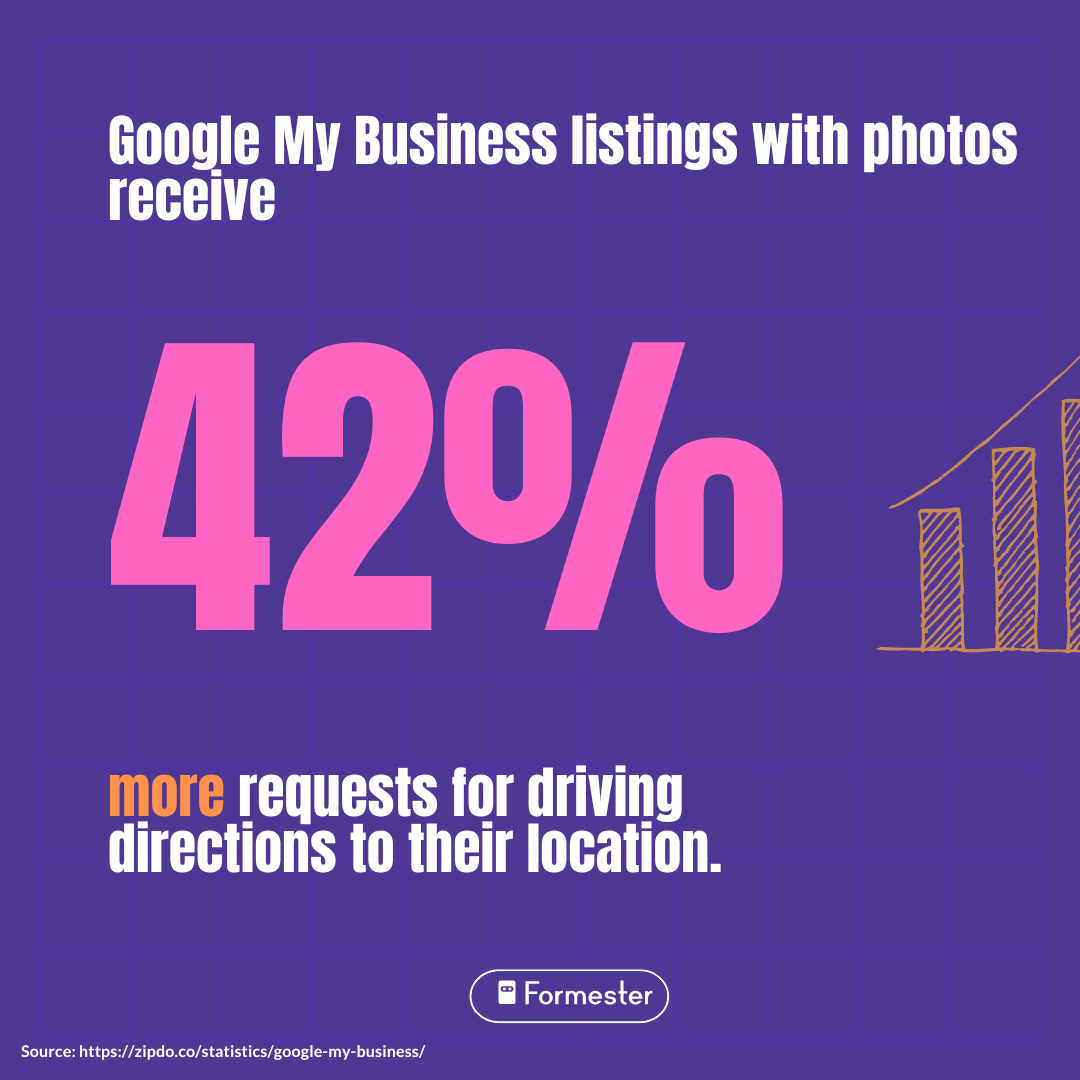 Google My Business listings with photos
receive
42%
more requests for driving
directions to their location.
Formester
Source: https://zipdo.co/statistics/google-my-business/